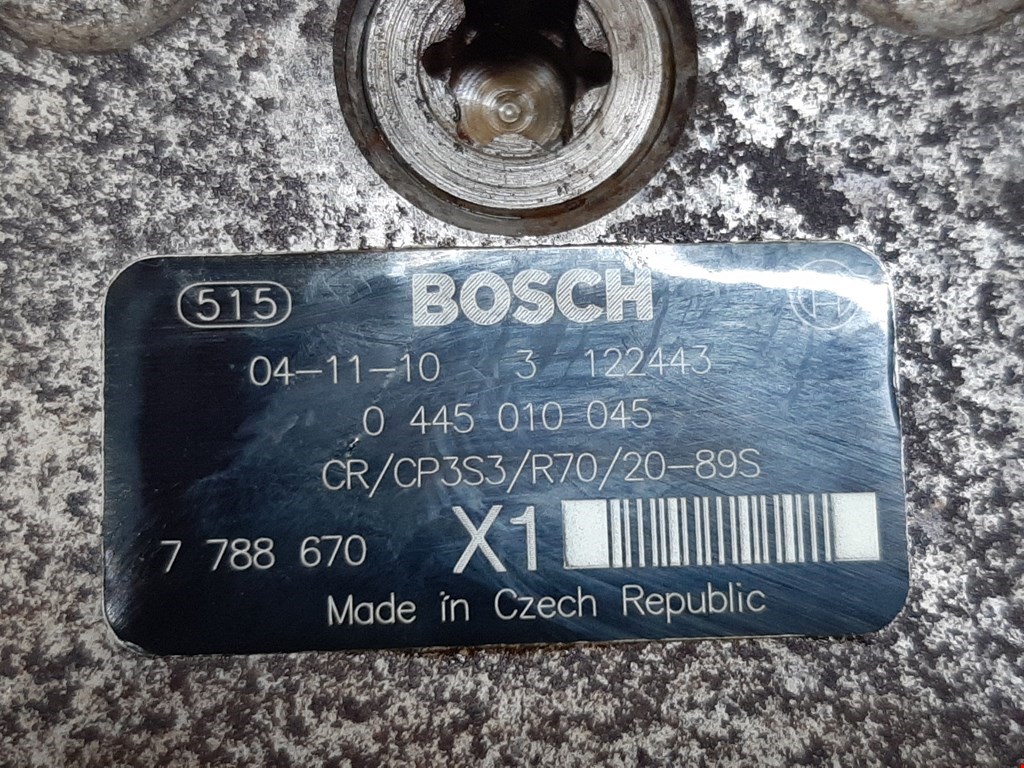 515 BOSCH H
04-11-10 3 122443
0 445 010 045
CR/CP3S3/R70/20-89S
7 788 670 X1
Made in Czech Republic